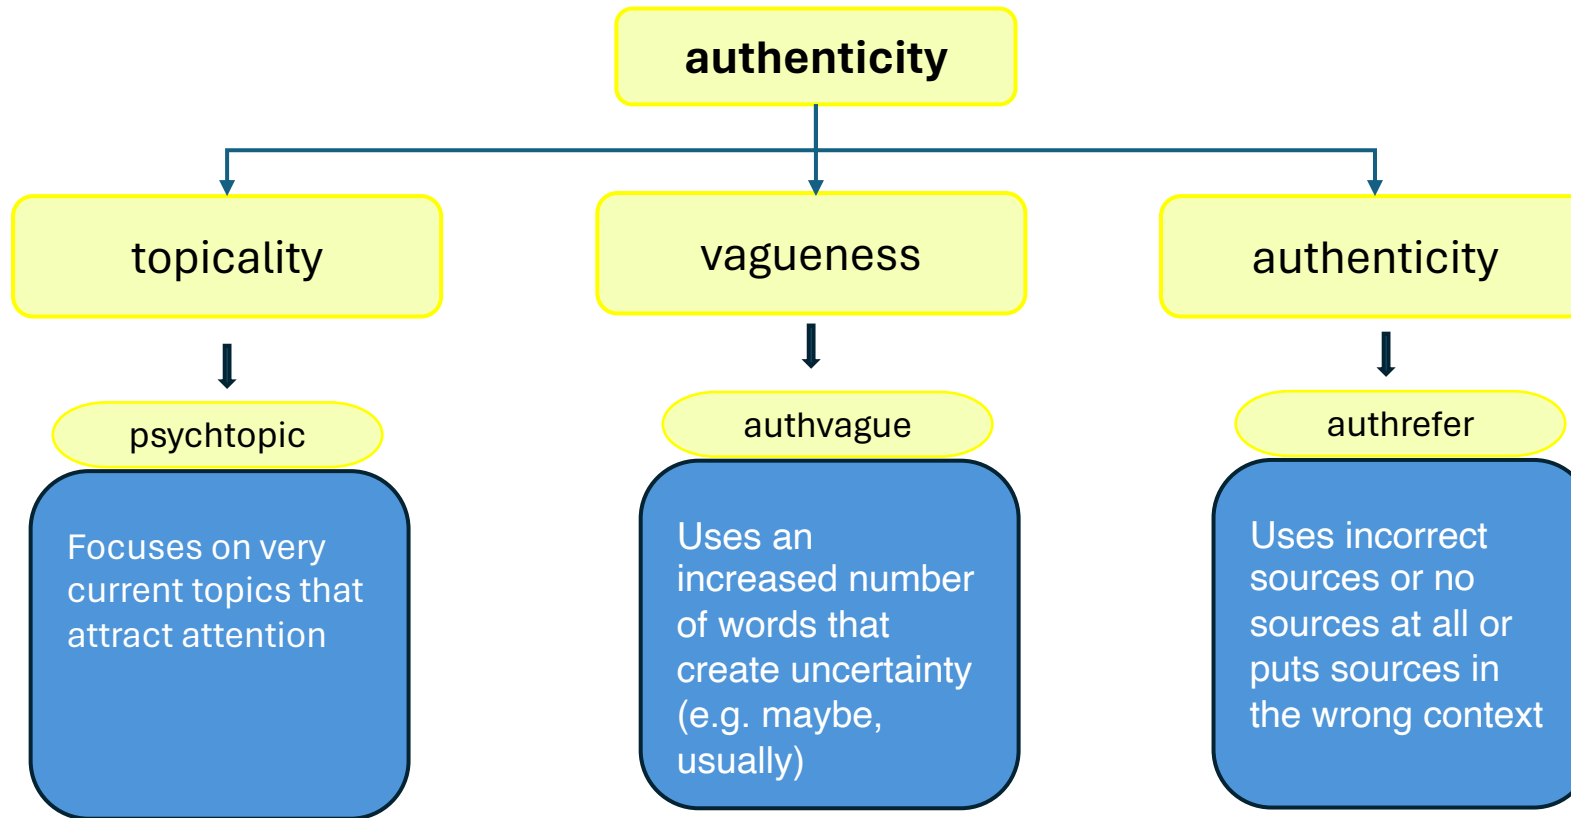 authenticity
topicality
vagueness
authenticity
psychtopic
authvague
authrefer
Focuses on very
current topics that
attract attention
Uses an
increased number
of words that
create uncertainty
(e.g. maybe,
usually)
Uses incorrect
sources or no
sources at all or
puts sources in
the wrong context